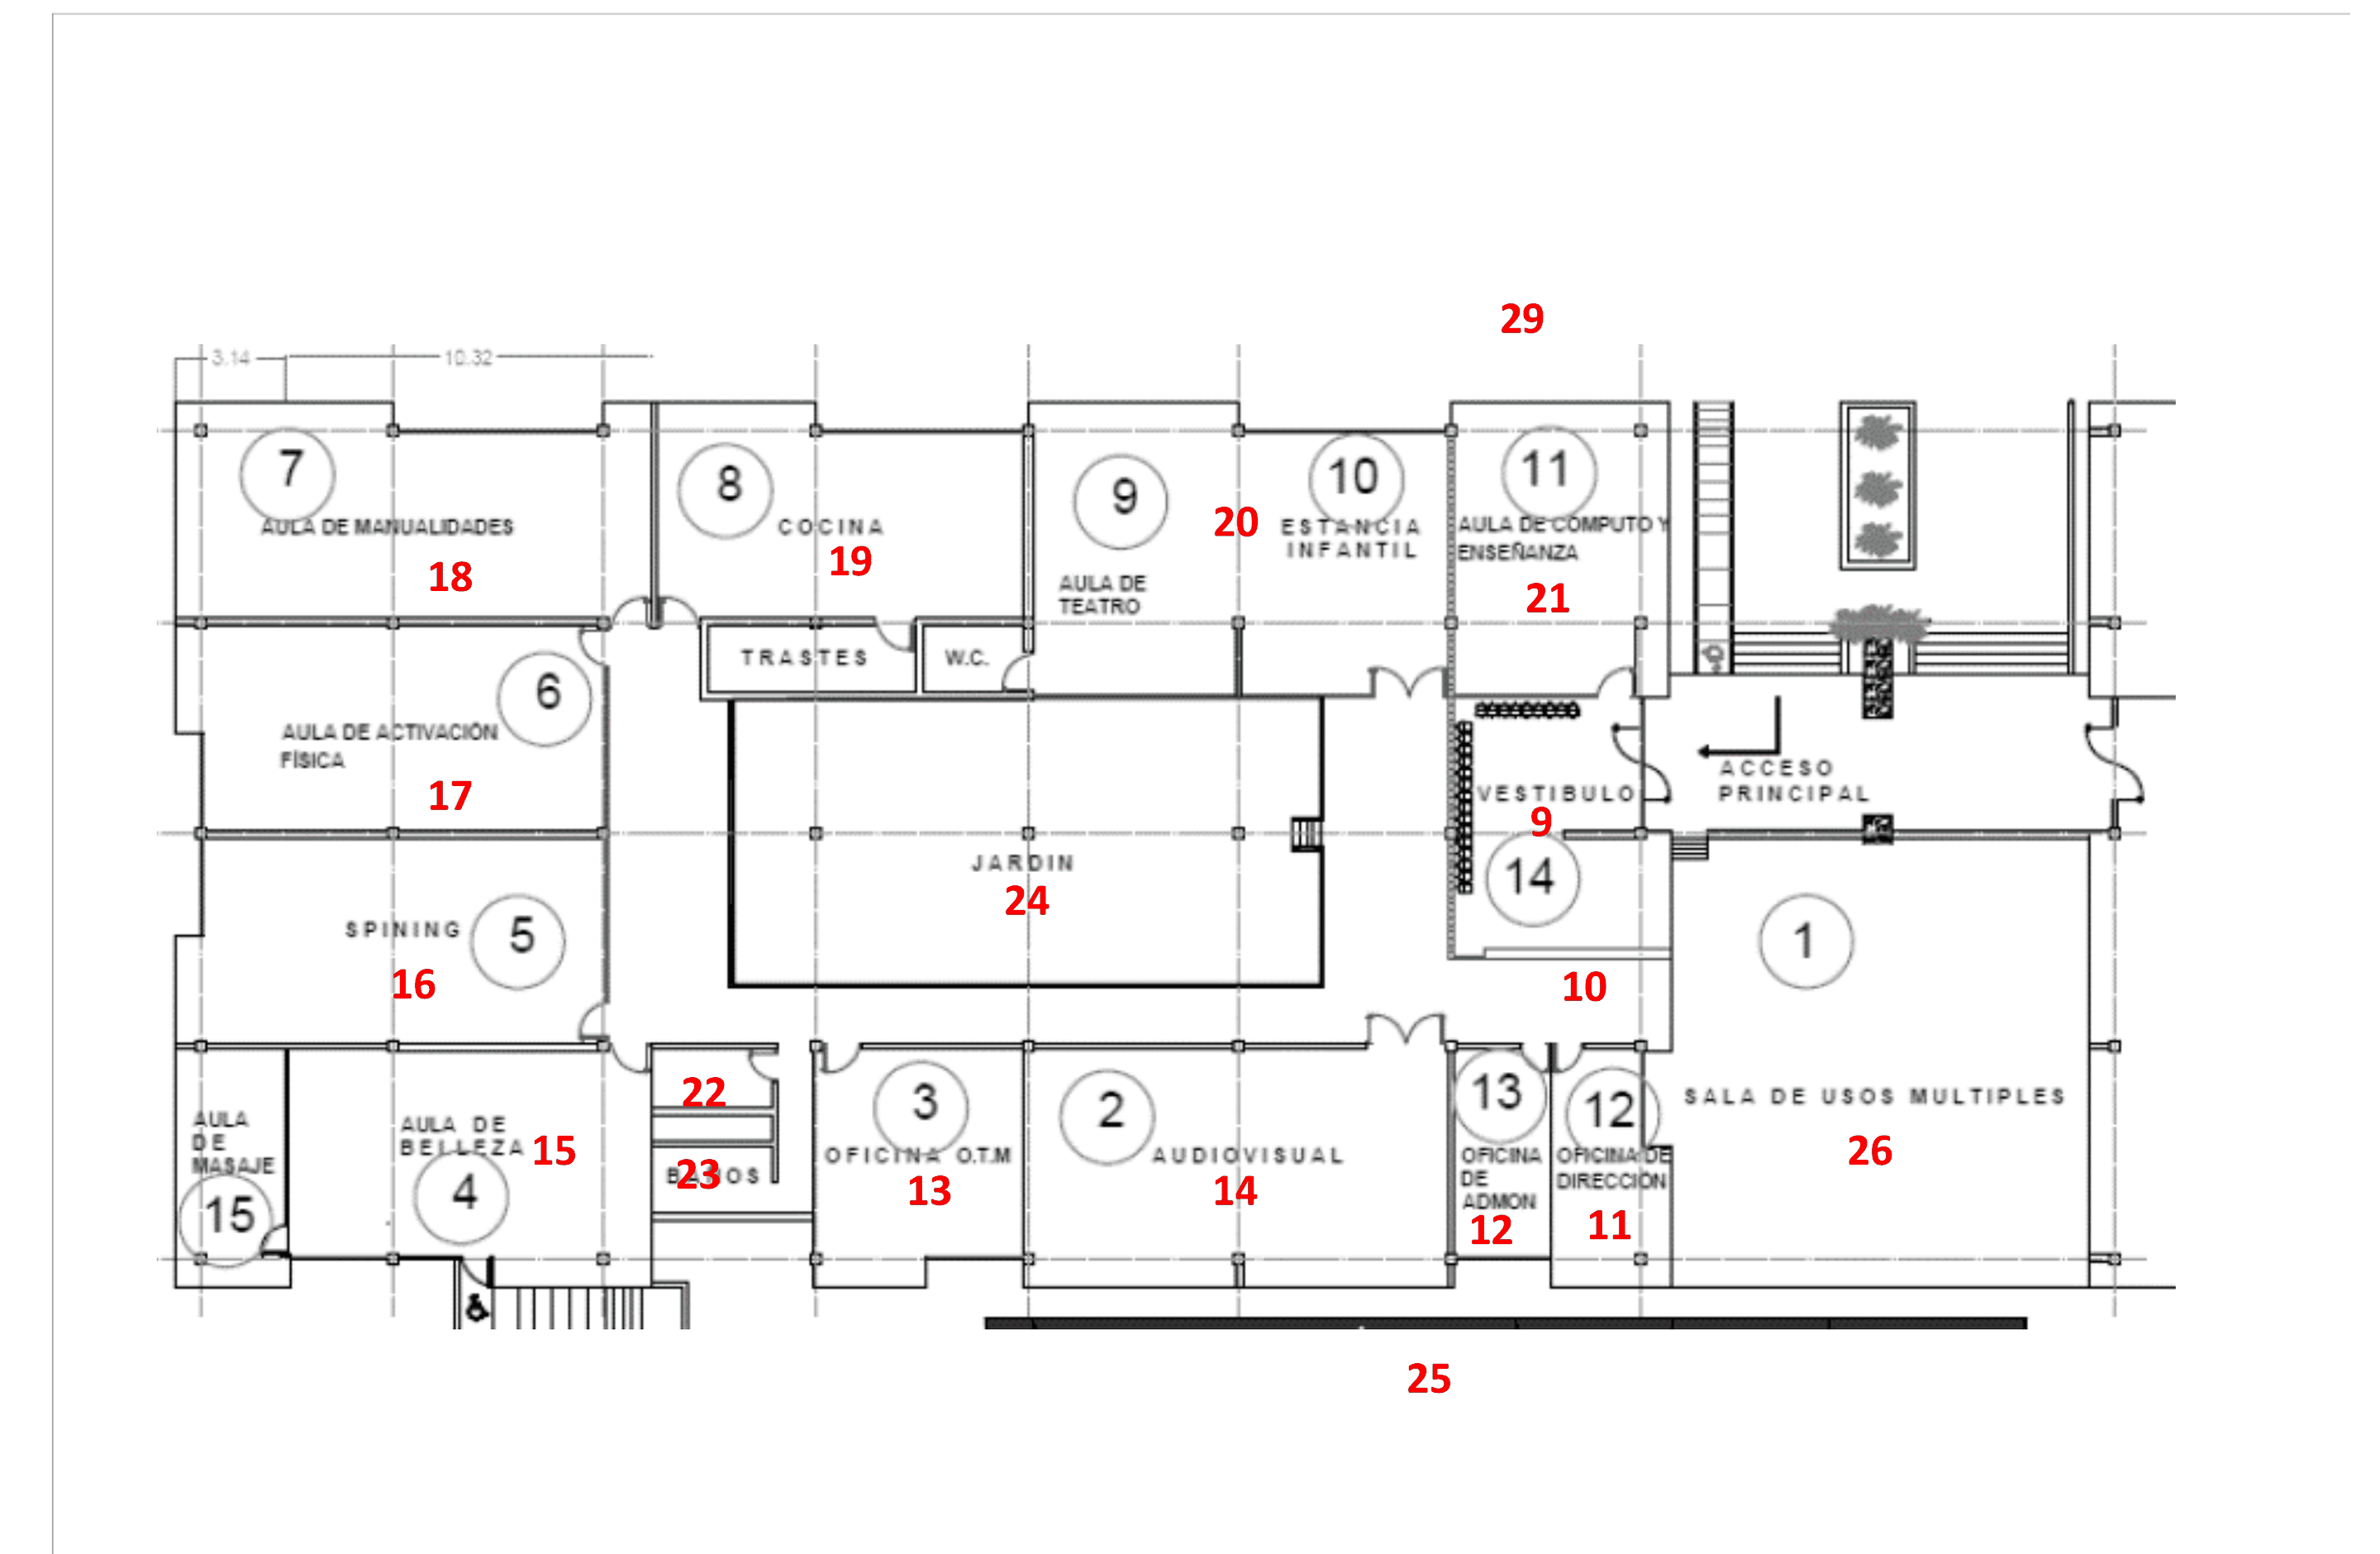 29
3.14
10.32
7
AULA DE MANUALIDADES
18
8
COCINA
19
9
AULA DE
TEATRO
20
10
ESTANCIA
INFANTIL
11
AULA DE COMPUTO Y
ENSEÑANZA
21
TRASTES
W.C.
6
AULA DE ACTIVACIÓN
FÍSICA
17
VESTIBULO
9
14
ACCESO
PRINCIPAL
JARDIN
24
SPINING
5
16
10
1
SALA DE USOS MULTIPLES
26
AULA
DE
MASAJE
15
AULA DE
BELLEZA
15
4
22
23
BAÑOS
3
OFICINA O.T.M
13
2
AUDIOVISUAL
14
13
OFICINA
DE
ADMON
12
12
OFICINA DE
DIRECCIÓN
11
25